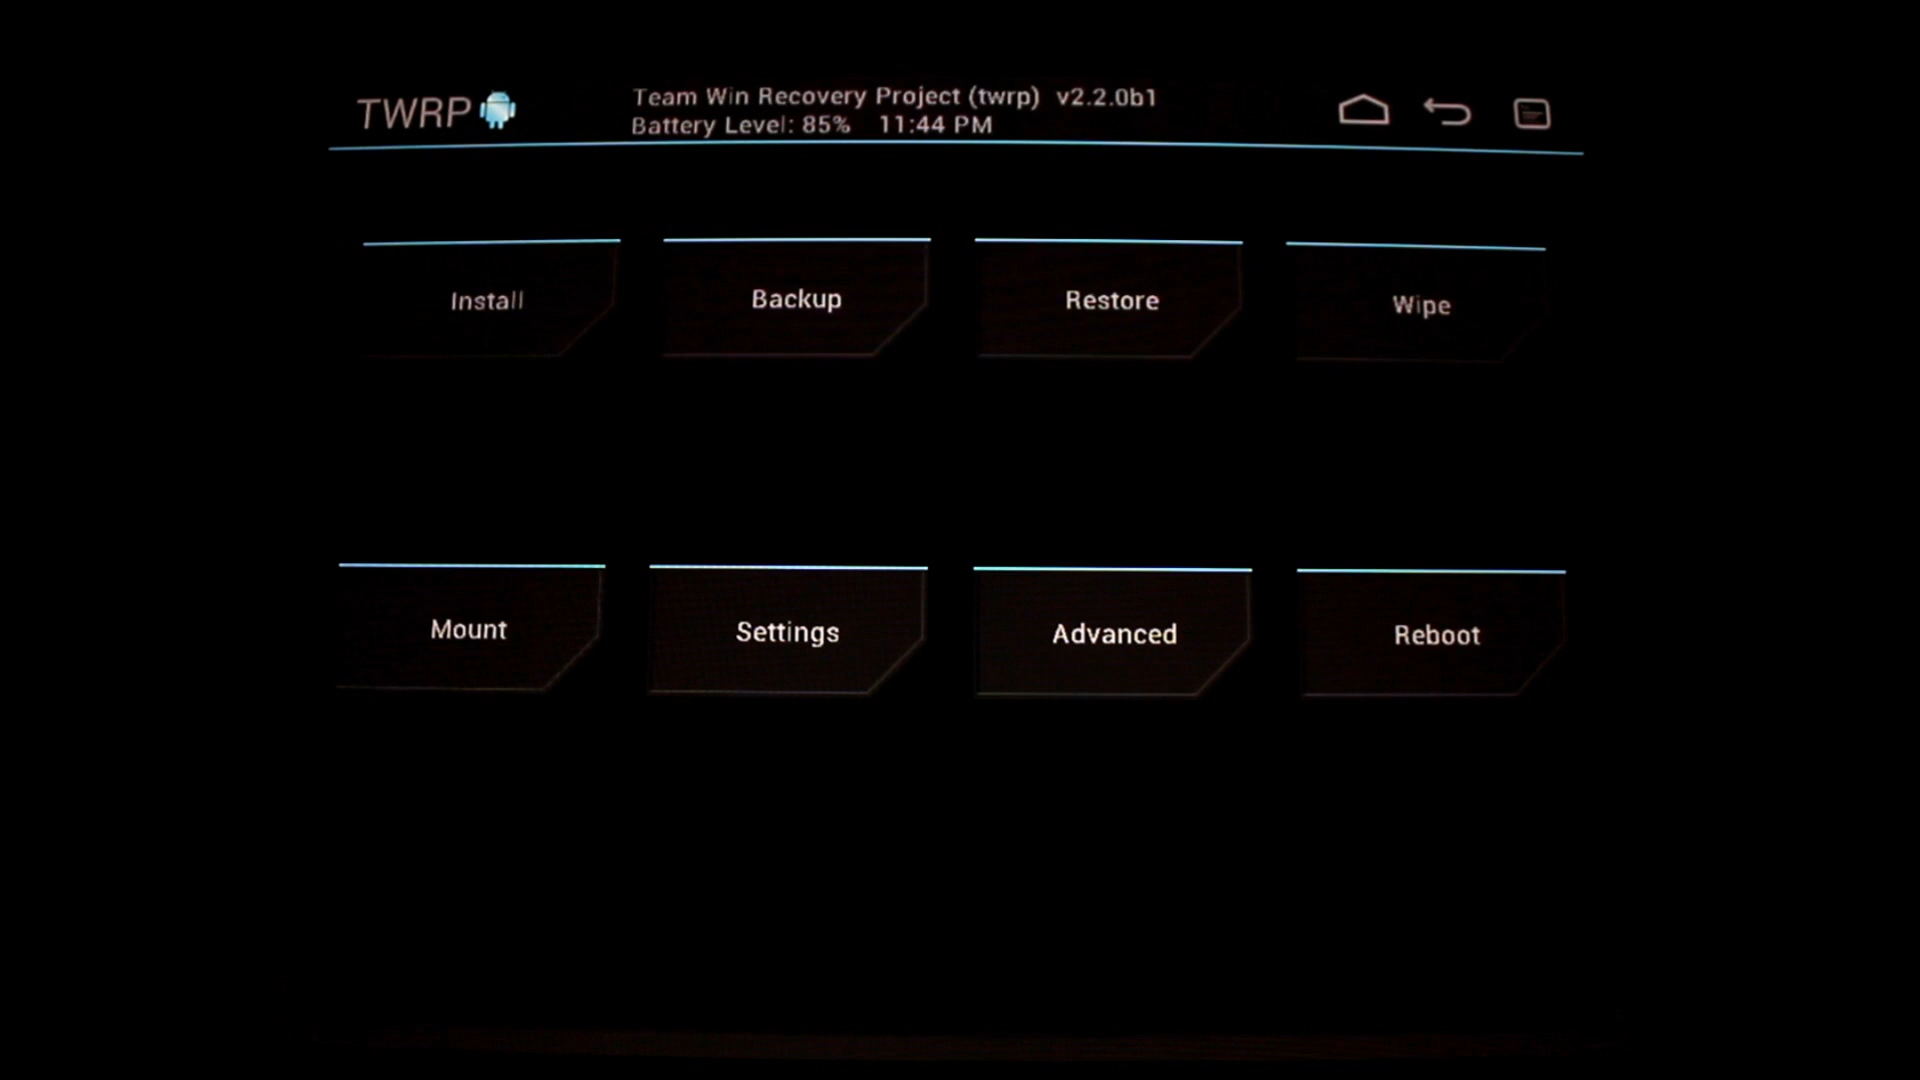 TWRP
Team Win Recovery Project (twrp) v2.2.0b1
Battery Level: 85% 11:44 PM
Install
Backup
Restore
Wipe
Mount
Settings
Advanced
Reboot